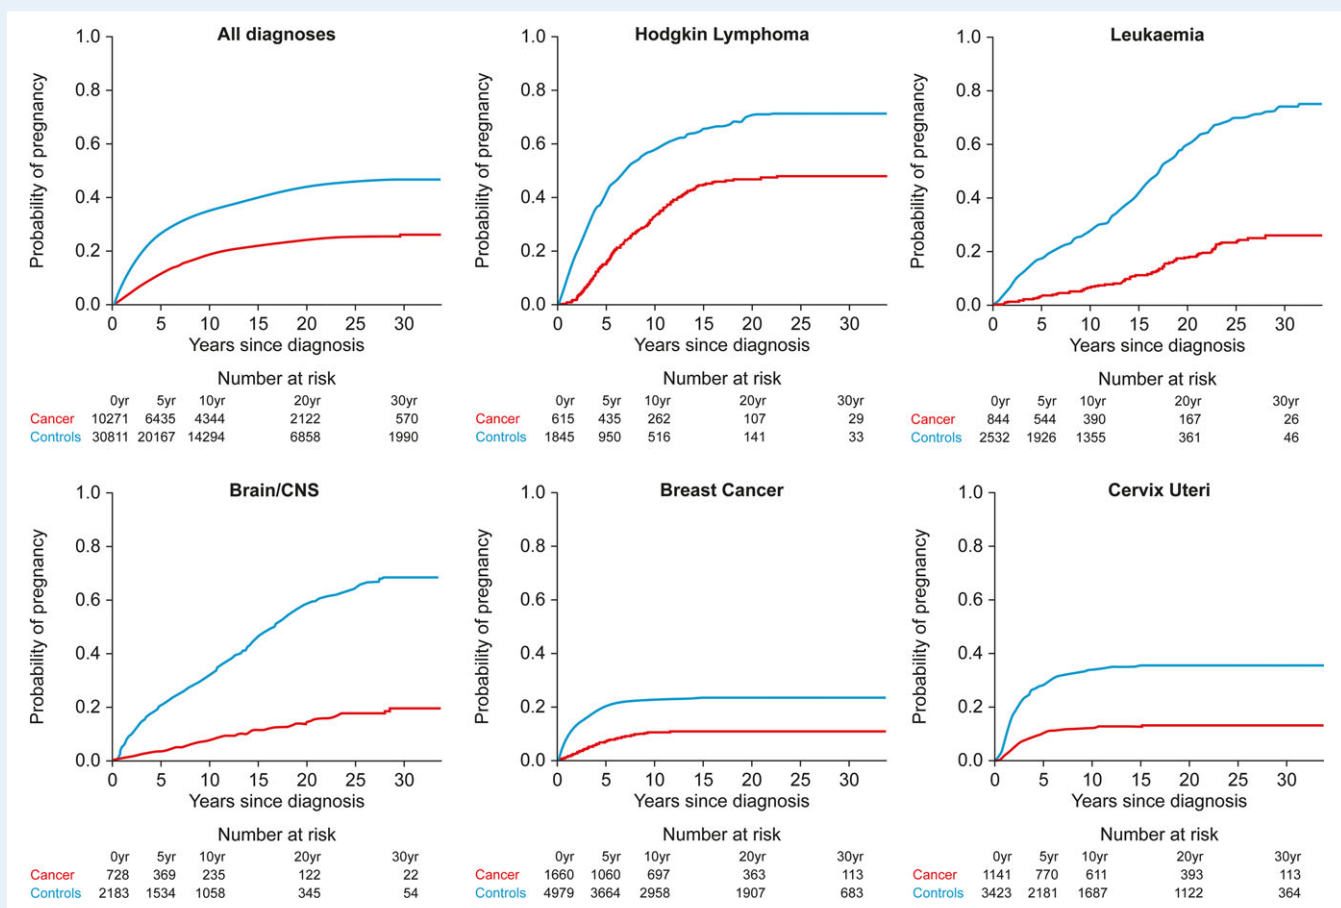 All diagnoses
Probability of pregnancy
1.0
0.8
0.6
0.4
0.2
0.0
0 5 10 15 20 25 30
Years since diagnosis
Number at risk
0yr 5yr 10yr 20yr 30yr
Cancer 10271 6435 4344 2122 570
Controls 30811 20167 14294 6858 1990
Hodgkin Lymphoma
Probability of pregnancy
1.0
0.8
0.6
0.4
0.2
0.0
0 5 10 15 20 25 30
Years since diagnosis
Number at risk
0yr 5yr 10yr 20yr 30yr
Cancer 615 435 262 107 29
Controls 1845 950 516 141 33
Leukaemia
Probability of pregnancy
1.0
0.8
0.6
0.4
0.2
0.0
0 5 10 15 20 25 30
Years since diagnosis
Number at risk
0yr 5yr 10yr 20yr 30yr
Cancer 844 544 390 167 26
Controls 2532 1926 1355 361 46
Brain/CNS
Probability of pregnancy
1.0
0.8
0.6
0.4
0.2
0.0
0 5 10 15 20 25 30
Years since diagnosis
Number at risk
0yr 5yr 10yr 20yr 30yr
Cancer 728 369 235 122 22
Controls 2183 1534 1058 345 54
Breast Cancer
Probability of pregnancy
1.0
0.8
0.6
0.4
0.2
0.0
0 5 10 15 20 25 30
Years since diagnosis
Number at risk
0yr 5yr 10yr 20yr 30yr
Cancer 1660 1060 697 363 113
Controls 4979 3664 2958 1907 683
Cervix Uteri
Probability of pregnancy
1.0
0.8
0.6
0.4
0.2
0.0
0 5 10 15 20 25 30
Years since diagnosis
Number at risk
0yr 5yr 10yr 20yr 30yr
Cancer 1141 770 611 393 113
Controls 3423 2181 1687 1122 364